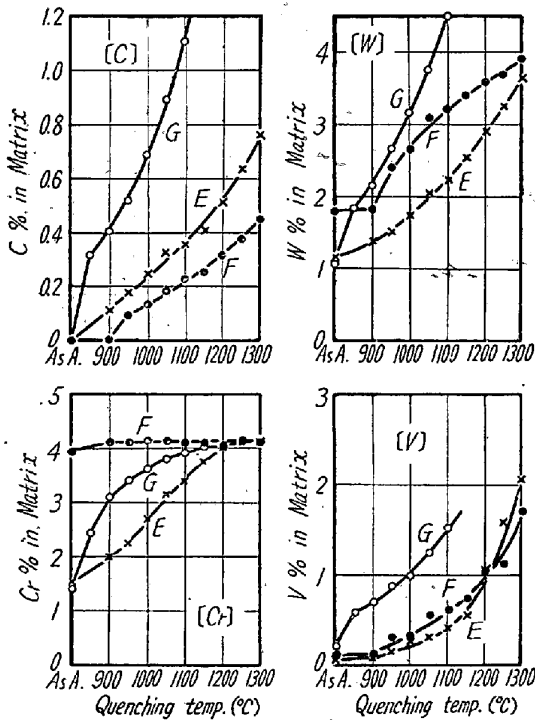 1.2
1.0
0.8
0.6
0.4
0.2
0
C % in Matrix
[C]
G
E
F
As A. 900 1000 1100 1200 1300
4
3
2
1
0
W % in Matrix
[W]
G
F
E
As A. 900 1000 1100 1200 1300
5
4
3
2
1
Cr % in Matrix
F
G
E
[Cr]
As A. 900 1000 1100 1200 1300
Quenching temp. (°C)
3
2
1
0
V % in Matrix
[V]
G
F
E
As A. 900 1000 1100 1200 1300
Quenching temp. (°C)